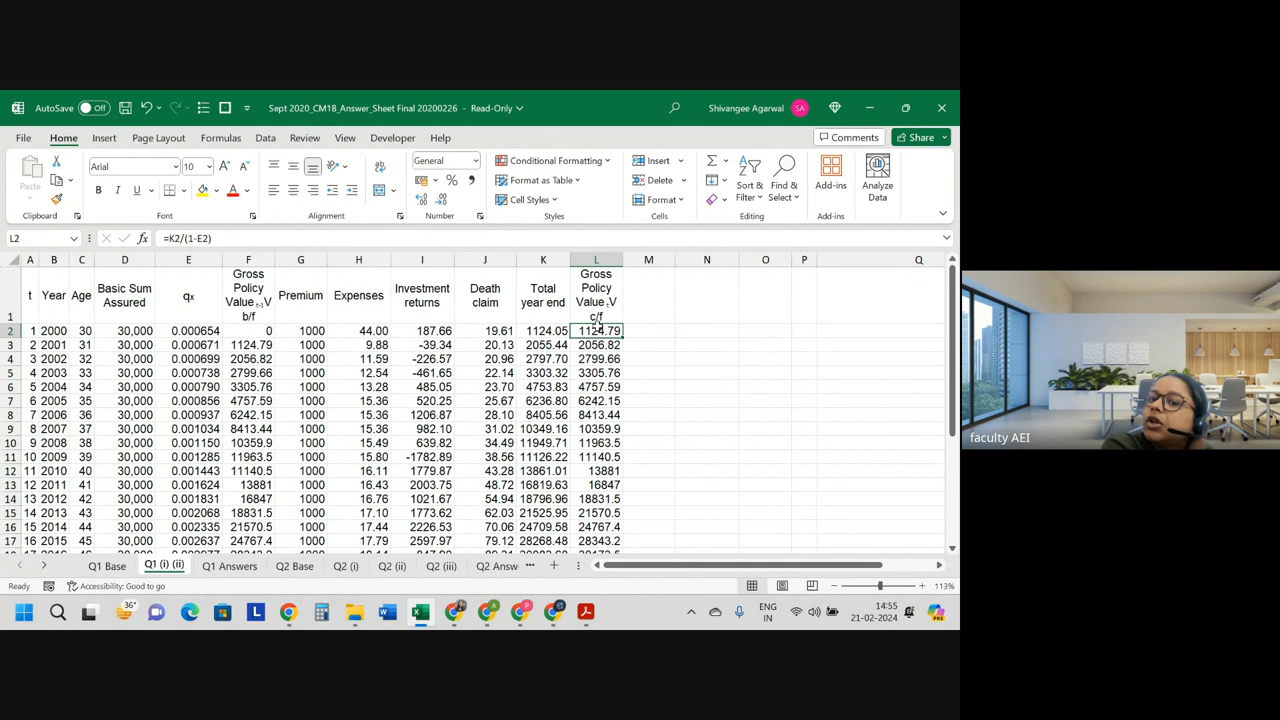 AutoSave Off Sept 2020_CM1B_Answer_Sheet Final 20200226 - Read-Only Shivangee Agarwal SA
File Home Insert Page Layout Formulas Data Review View Developer Help Comments Share
Paste Arial 10 General Conditional Formatting Insert Sort & Filter Find & Select Add-ins Analyze Data
B I U Format as Table Delete
Cell Styles Format
Clipboard Font Alignment Number Styles Cells Editing Add-ins
L2 fx =K2/(1-E2)
A B C D E F G H I J K L M N O P Q
1 t Year Age Basic Sum Assured qx Gross Policy Value t-1V b/f Premium Expenses Investment returns Death claim Total year end Gross Policy Value tV c/f
2 1 2000 30 30,000 0.000654 0 1000 44.00 187.66 19.61 1124.05 1124.79
3 2 2001 31 30,000 0.000671 1124.79 1000 9.88 -39.34 20.13 2055.44 2056.82
4 3 2002 32 30,000 0.000699 2056.82 1000 11.59 -226.57 20.96 2797.70 2799.66
5 4 2003 33 30,000 0.000738 2799.66 1000 12.54 -461.65 22.14 3303.32 3305.76
6 5 2004 34 30,000 0.000790 3305.76 1000 13.28 485.05 23.70 4753.83 4757.59
7 6 2005 35 30,000 0.000856 4757.59 1000 15.36 520.25 25.67 6236.80 6242.15
8 7 2006 36 30,000 0.000937 6242.15 1000 15.36 1206.87 28.10 8405.56 8413.44
9 8 2007 37 30,000 0.001034 8413.44 1000 15.36 982.10 31.02 10349.16 10359.9
10 9 2008 38 30,000 0.001150 10359.9 1000 15.49 639.82 34.49 11949.71 11963.5
11 10 2009 39 30,000 0.001285 11963.5 1000 15.80 -1782.89 38.56 11126.22 11140.5
12 11 2010 40 30,000 0.001443 11140.5 1000 16.11 1779.87 43.28 13861.01 13881
13 12 2011 41 30,000 0.001624 13881 1000 16.43 2003.75 48.72 16819.63 16847
14 13 2012 42 30,000 0.001831 16847 1000 16.76 1021.67 54.94 18796.96 18831.5
15 14 2013 43 30,000 0.002068 18831.5 1000 17.10 1773.62 62.03 21525.95 21570.5
16 15 2014 44 30,000 0.002335 21570.5 1000 17.44 2226.53 70.06 24709.58 24767.4
17 16 2015 45 30,000 0.002637 24767.4 1000 17.79 2597.97 79.12 28268.48 28343.2
Q1 Base Q1 (i) (ii) Q1 Answers Q2 Base Q2 (i) Q2 (ii) Q2 (iii) Q2 Answ
Ready Accessibility: Good to go 113%
36° ENG IN 14:55 21-02-2024
faculty AEI